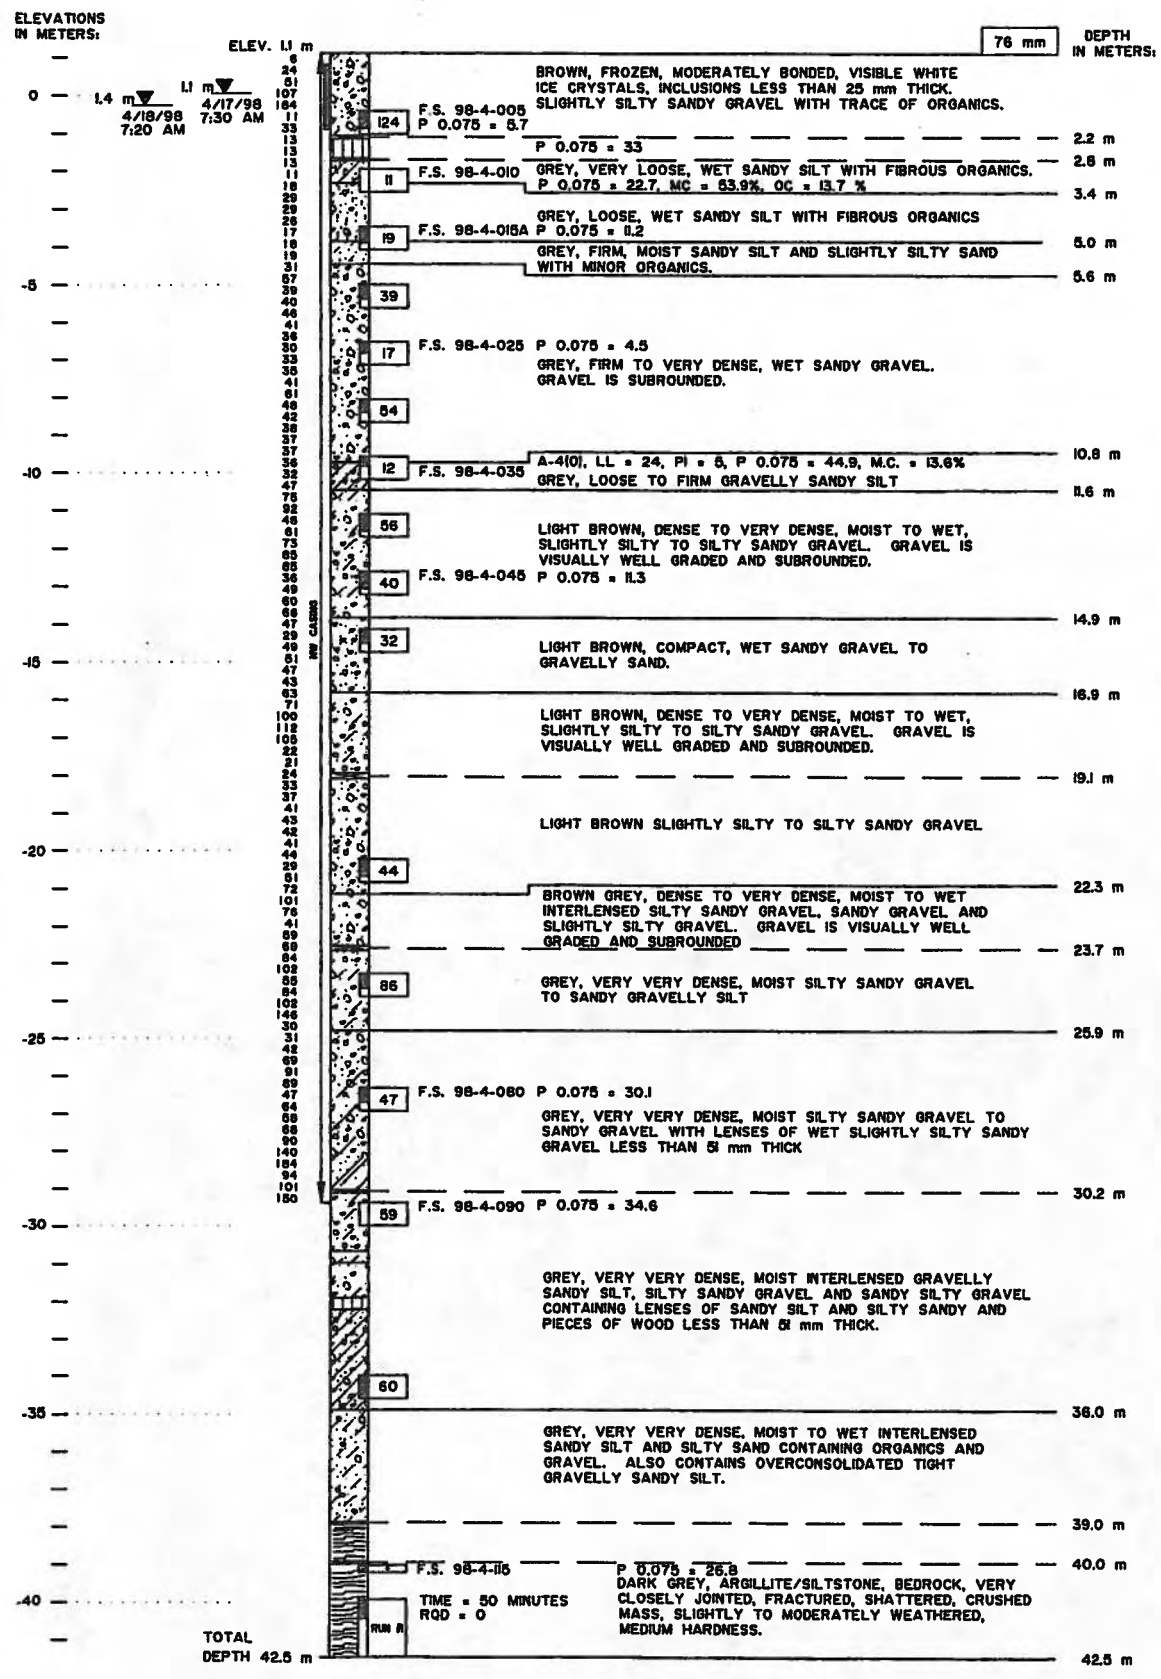 ELEVATIONS
IN METERS:
ELEV. 1.1 m
76 mm
DEPTH
IN METERS:
0
1.4 m
4/18/98
7:20 AM
1.1 m
4/17/98
7:30 AM
BROWN, FROZEN, MODERATELY BONDED, VISIBLE WHITE
ICE CRYSTALS, INCLUSIONS LESS THAN 25 mm THICK.
SLIGHTLY SILTY SANDY GRAVEL WITH TRACE OF ORGANICS.
124
F.S. 98-4-005
P 0.075 = 5.7
2.2 m
P 0.075 = 33
2.8 m
11
F.S. 98-4-010
GREY, VERY LOOSE, WET SANDY SILT WITH FIBROUS ORGANICS.
P 0.075 = 22.7, MC = 53.9%, OC = 13.7 %
3.4 m
GREY, LOOSE, WET SANDY SILT WITH FIBROUS ORGANICS
19
F.S. 98-4-015A P 0.075 = 11.2
5.0 m
GREY, FIRM, MOIST SANDY SILT AND SLIGHTLY SILTY SAND
WITH MINOR ORGANICS.
5.6 m
-5
39
17
F.S. 98-4-025 P 0.075 = 4.5
GREY, FIRM TO VERY DENSE, WET SANDY GRAVEL.
GRAVEL IS SUBROUNDED.
54
10.8 m
-10
12
F.S. 98-4-035
A-4(0), LL = 24, PI = 5, P 0.075 = 44.9, M.C. = 13.6%
GREY, LOOSE TO FIRM GRAVELLY SANDY SILT
11.6 m
56
LIGHT BROWN, DENSE TO VERY DENSE, MOIST TO WET,
SLIGHTLY SILTY TO SILTY SANDY GRAVEL. GRAVEL IS
VISUALLY WELL GRADED AND SUBROUNDED.
40
F.S. 98-4-045 P 0.075 = 11.3
14.9 m
NW CASING
32
LIGHT BROWN, COMPACT, WET SANDY GRAVEL TO
GRAVELLY SAND.
-15
16.9 m
LIGHT BROWN, DENSE TO VERY DENSE, MOIST TO WET,
SLIGHTLY SILTY TO SILTY SANDY GRAVEL. GRAVEL IS
VISUALLY WELL GRADED AND SUBROUNDED.
19.1 m
LIGHT BROWN SLIGHTLY SILTY TO SILTY SANDY GRAVEL
-20
44
22.3 m
BROWN GREY, DENSE TO VERY DENSE, MOIST TO WET
INTERLENSED SILTY SANDY GRAVEL, SANDY GRAVEL AND
SLIGHTLY SILTY GRAVEL. GRAVEL IS VISUALLY WELL
GRADED AND SUBROUNDED
23.7 m
86
GREY, VERY VERY DENSE, MOIST SILTY SANDY GRAVEL
TO SANDY GRAVELLY SILT
-25
25.9 m
47
F.S. 98-4-080 P 0.075 = 30.1
GREY, VERY VERY DENSE, MOIST SILTY SANDY GRAVEL TO
SANDY GRAVEL WITH LENSES OF WET SLIGHTLY SILTY SANDY
GRAVEL LESS THAN 51 mm THICK
30.2 m
59
F.S. 98-4-090 P 0.075 = 34.6
-30
GREY, VERY VERY DENSE, MOIST INTERLENSED GRAVELLY
SANDY SILT, SILTY SANDY GRAVEL AND SANDY SILTY GRAVEL
CONTAINING LENSES OF SANDY SILT AND SILTY SANDY AND
PIECES OF WOOD LESS THAN 51 mm THICK.
60
-35
36.0 m
GREY, VERY VERY DENSE, MOIST TO WET INTERLENSED
SANDY SILT AND SILTY SAND CONTAINING ORGANICS AND
GRAVEL. ALSO CONTAINS OVERCONSOLIDATED TIGHT
GRAVELLY SANDY SILT.
39.0 m
40.0 m
F.S. 98-4-115
P 0.075 = 26.8
DARK GREY, ARGILLITE/SILTSTONE, BEDROCK, VERY
CLOSELY JOINTED, FRACTURED, SHATTERED, CRUSHED
MASS, SLIGHTLY TO MODERATELY WEATHERED,
MEDIUM HARDNESS.
-40
TIME = 50 MINUTES
RQD = 0
RUN #1
TOTAL
DEPTH 42.5 m
42.5 m